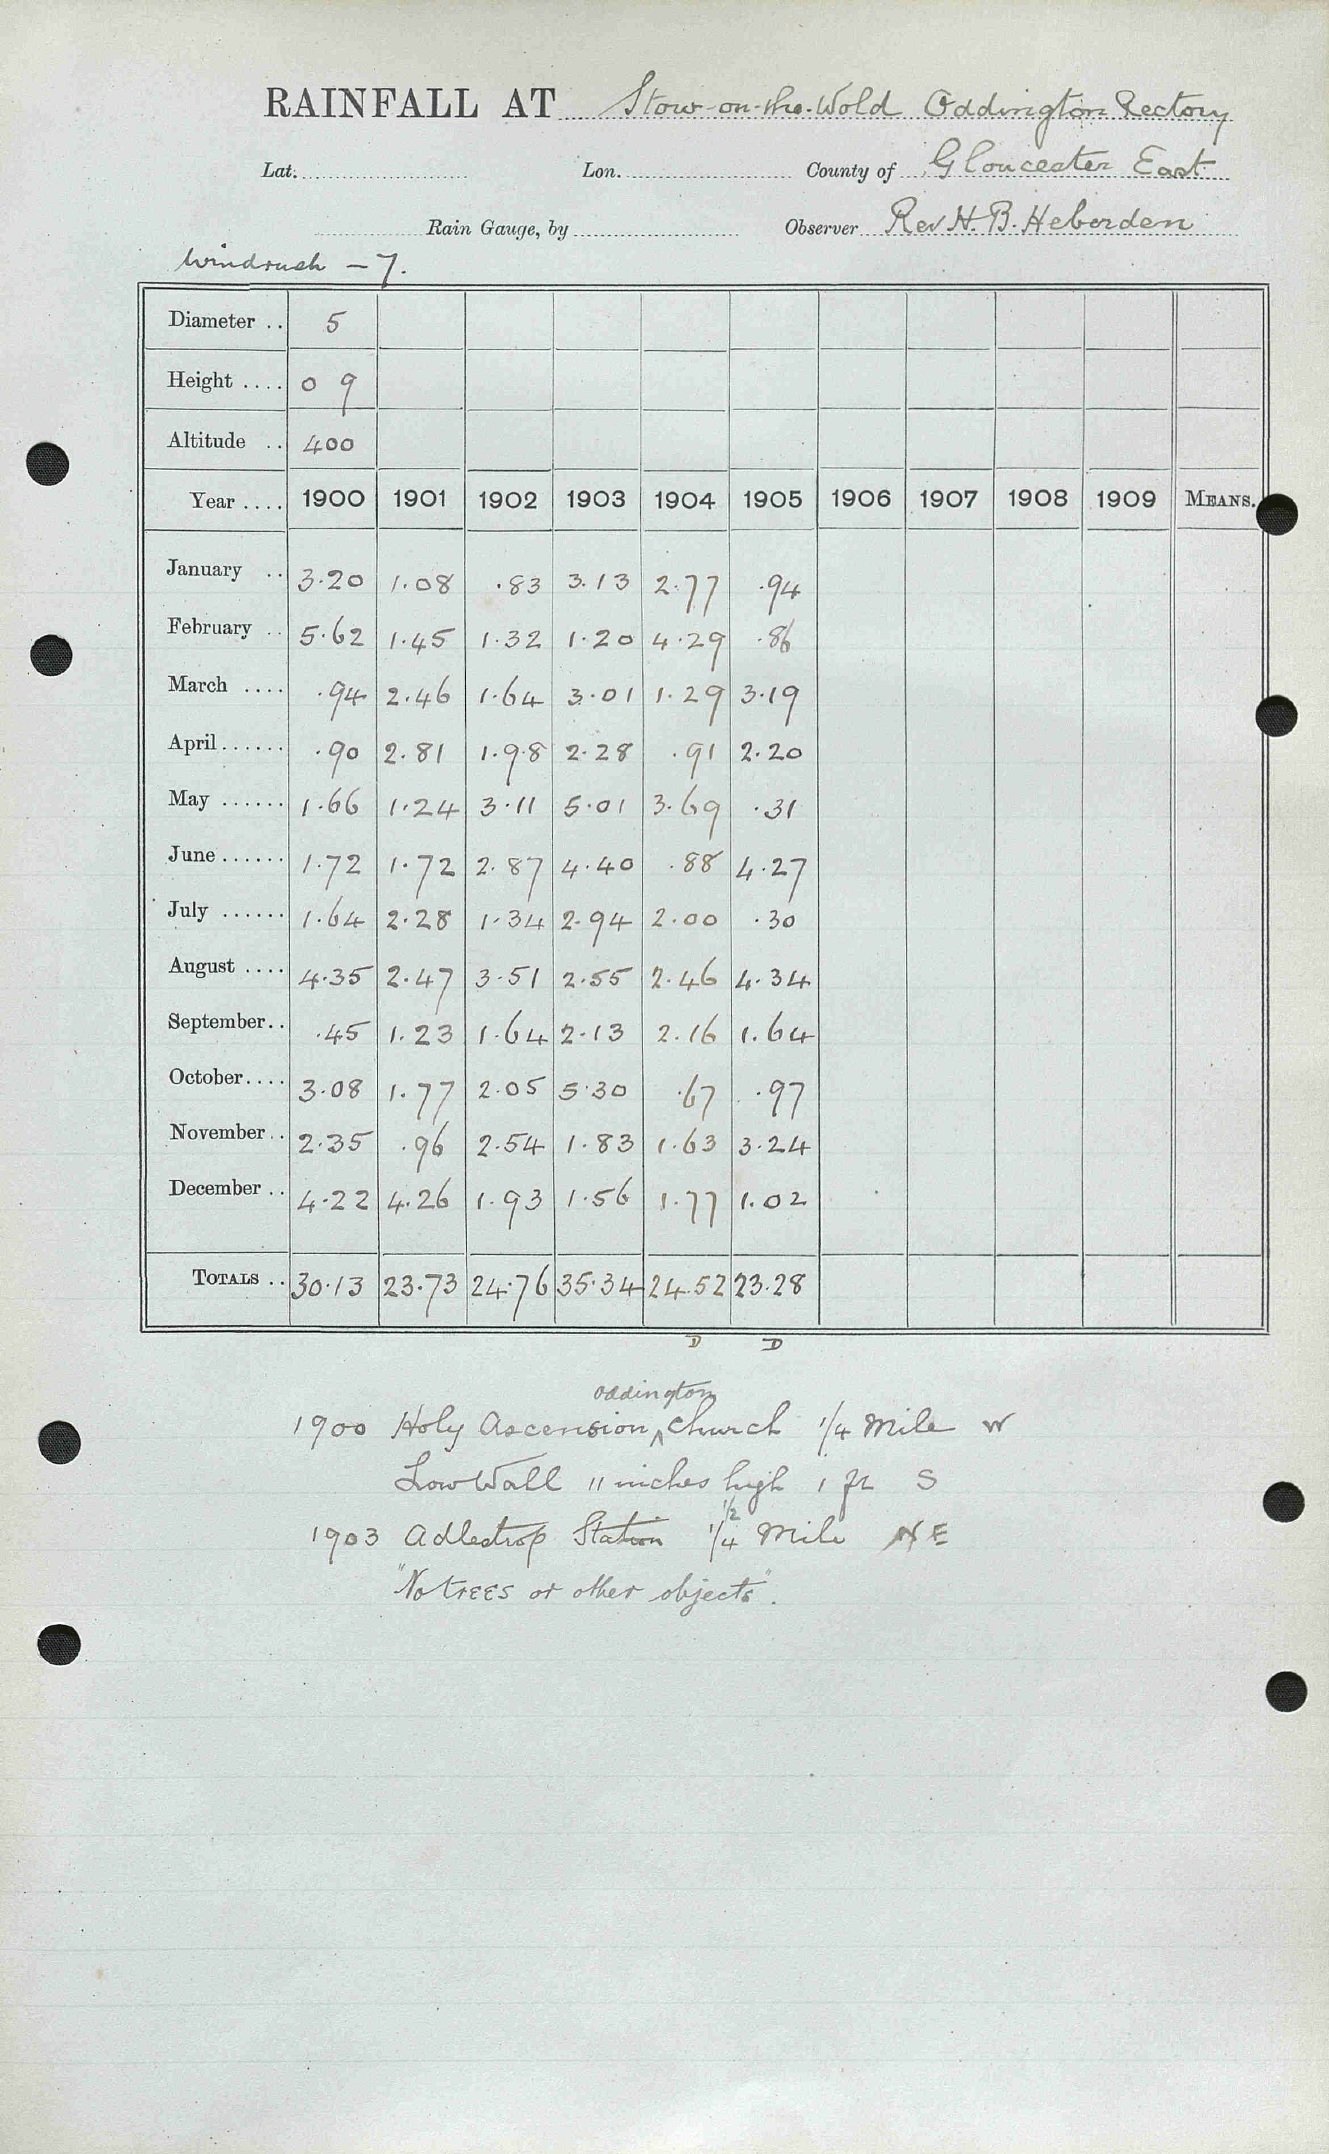 RAINFALL AT Stow-on-the-Wold Oddington Rectory
Lat. Lon. County of Gloucester East
Rain Gauge, by Observer Rev H. B. Heberden
Windrush – 7.
Diameter .. 5
Height .... 0 9
Altitude .. 400
Year .... 1900 1901 1902 1903 1904 1905 1906 1907 1908 1909 MEANS.
January .. 3.20 1.08 .83 3.13 2.77 .94
February .. 5.62 1.45 1.32 1.20 4.29 .86
March .... .94 2.46 1.64 3.01 1.29 3.19
April...... .90 2.81 1.98 2.28 .91 2.20
May ...... 1.66 1.24 3.11 5.01 3.69 .31
June ...... 1.72 1.72 2.87 4.40 .88 4.27
July ...... 1.64 2.28 1.34 2.94 2.00 .30
August .... 4.35 2.47 3.51 2.55 2.46 4.34
September.. .45 1.23 1.64 2.13 2.16 1.64
October.... 3.08 1.77 2.05 5.30 .67 .97
November.. 2.35 .96 2.54 1.83 1.63 3.24
December .. 4.22 4.26 1.93 1.56 1.77 1.02
TOTALS .. 30.13 23.73 24.76 35.34 24.52 23.28
D D
Oddington
1900 Holy Ascension ^ Church 1/4 Mile W
Low Wall 11 inches high 1 ft S
1/2
1903 Adlestrop Station 1/4 Mile NE
"No trees or other objects".